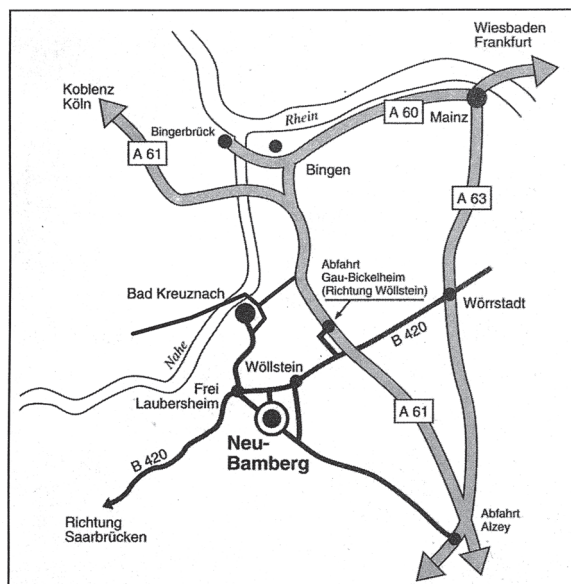 Wiesbaden
Frankfurt
Koblenz
Köln
Rhein
A 60
Mainz
Bingerbrück
A 61
Bingen
A 63
Abfahrt
Gau-Bickelheim
(Richtung Wöllstein)
Bad Kreuznach
Wörrstadt
B 420
Nahe
Wöllstein
Frei
Laubersheim
A 61
Neu-
Bamberg
B 420
Richtung
Saarbrücken
Abfahrt
Alzey